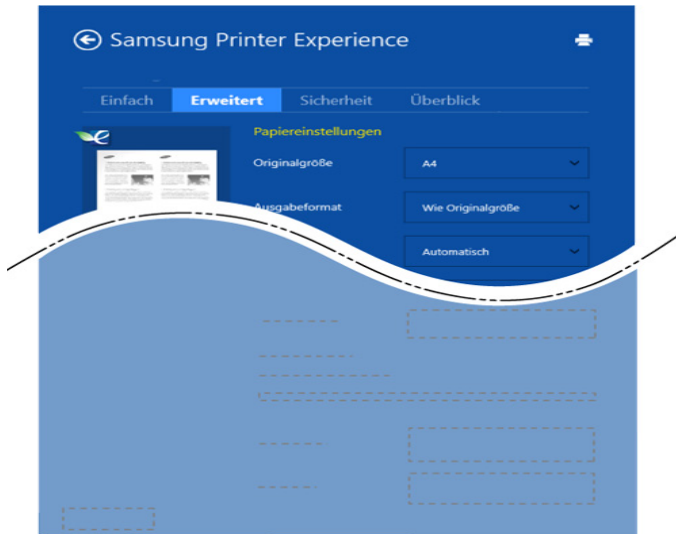 Samsung Printer Experience
Einfach Erweitert Sicherheit Überblick
Papiereinstellungen
Originalgröße A4
Ausgabeformat Wie Originalgröße
Automatisch